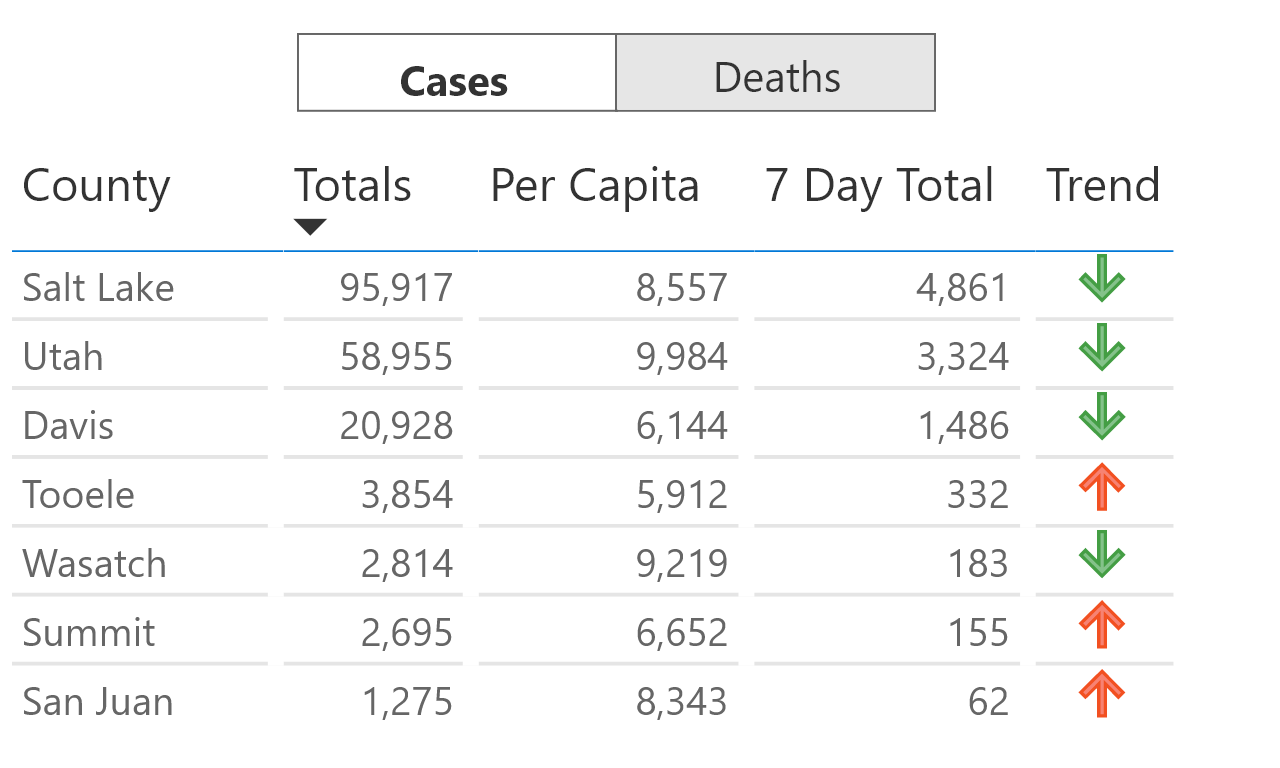 Cases Deaths
County Totals Per Capita 7 Day Total Trend
Salt Lake 95,917 8,557 4,861
Utah 58,955 9,984 3,324
Davis 20,928 6,144 1,486
Tooele 3,854 5,912 332
Wasatch 2,814 9,219 183
Summit 2,695 6,652 155
San Juan 1,275 8,343 62